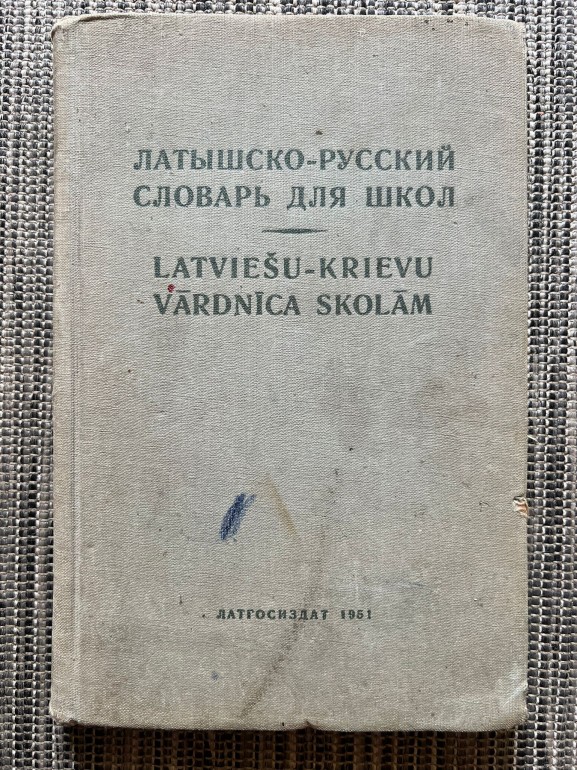 ЛАТЫШСКО-РУССКИЙ
СЛОВАРЬ ДЛЯ ШКОЛ
LATVIEŠU-KRIEVU
VĀRDNĪCA SKOLĀM
ЛАТГОСИЗДАТ 1951